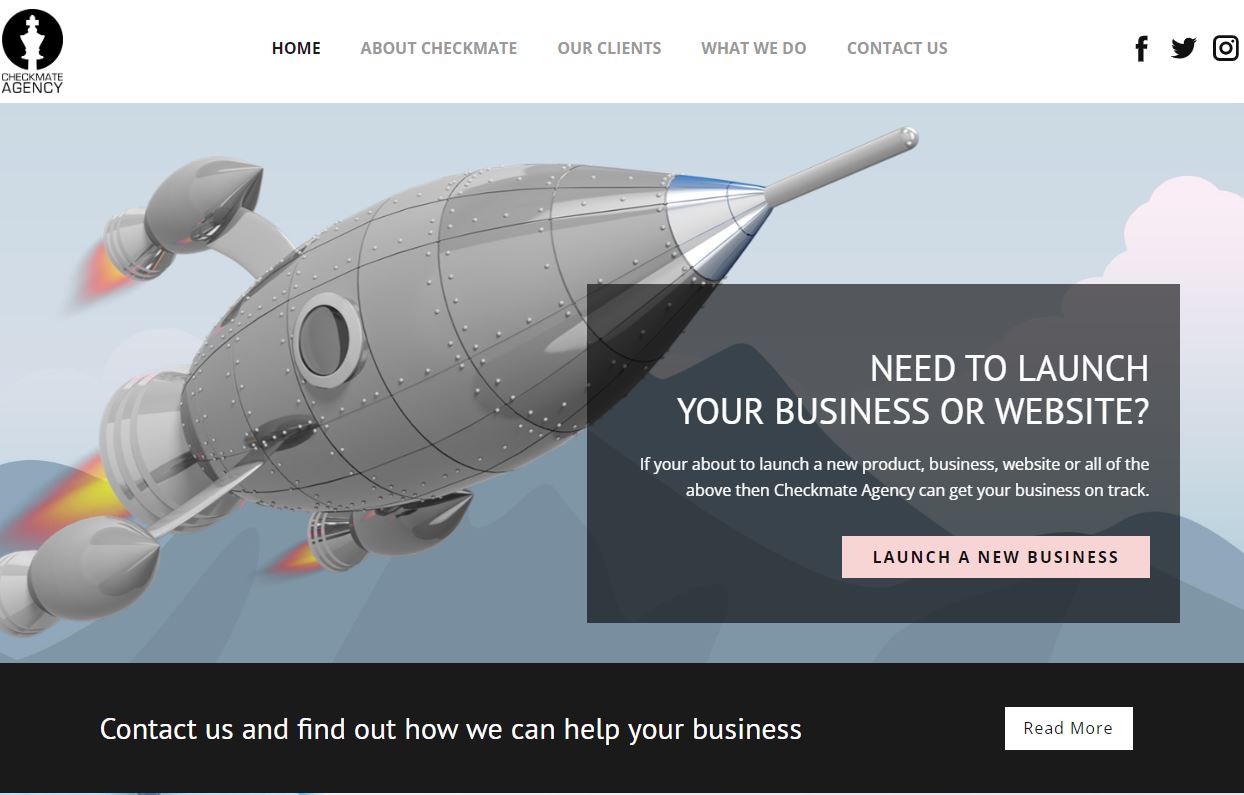 CHECKMATE
AGENCY
HOME
ABOUT CHECKMATE
OUR CLIENTS
WHAT WE DO
CONTACT US
NEED TO LAUNCH
YOUR BUSINESS OR WEBSITE?
If your about to launch a new product, business, website or all of the
above then Checkmate Agency can get your business on track.
LAUNCH A NEW BUSINESS
Contact us and find out how we can help your business
Read More